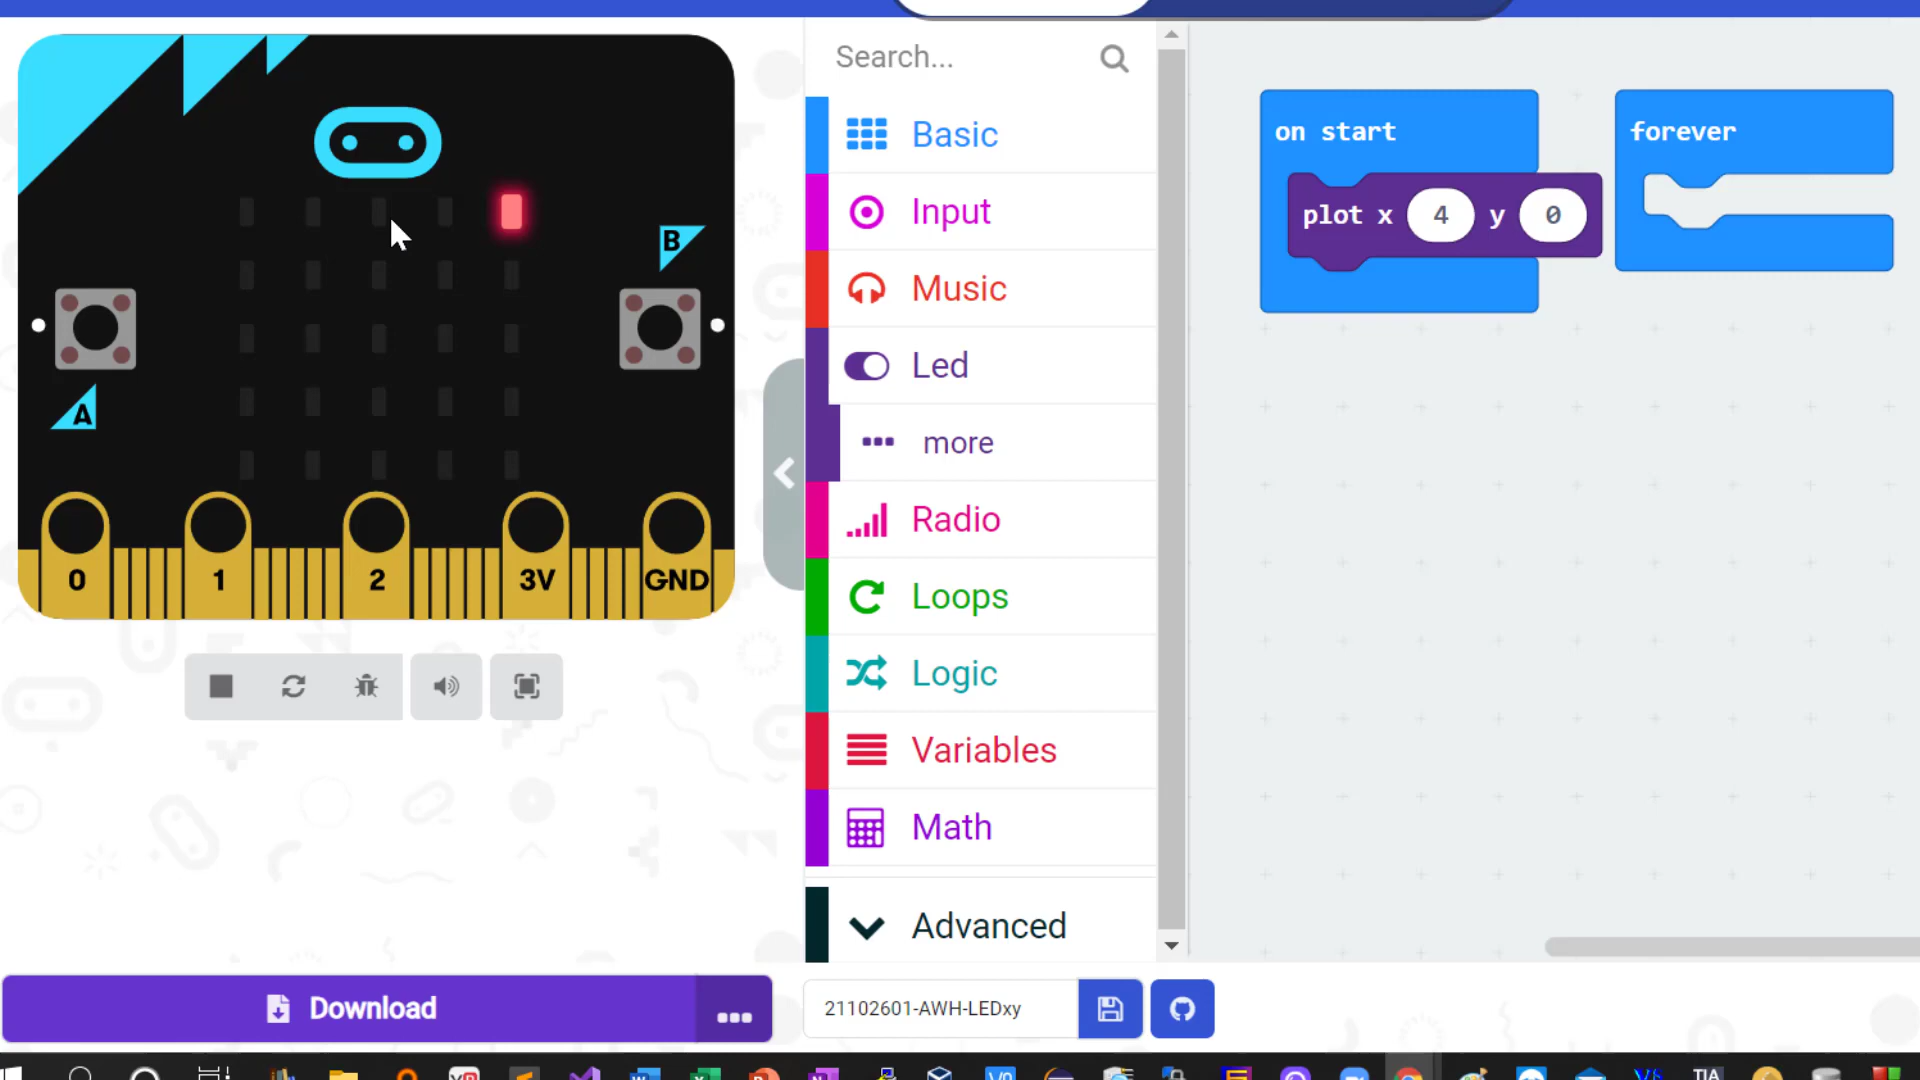 B
A
0 1 2 3V GND
Download
Search...
Basic
Input
Music
Led
more
Radio
Loops
Logic
Variables
Math
Advanced
21102601-AWH-LEDxy
on start
plot x 4 y 0
forever
TIA